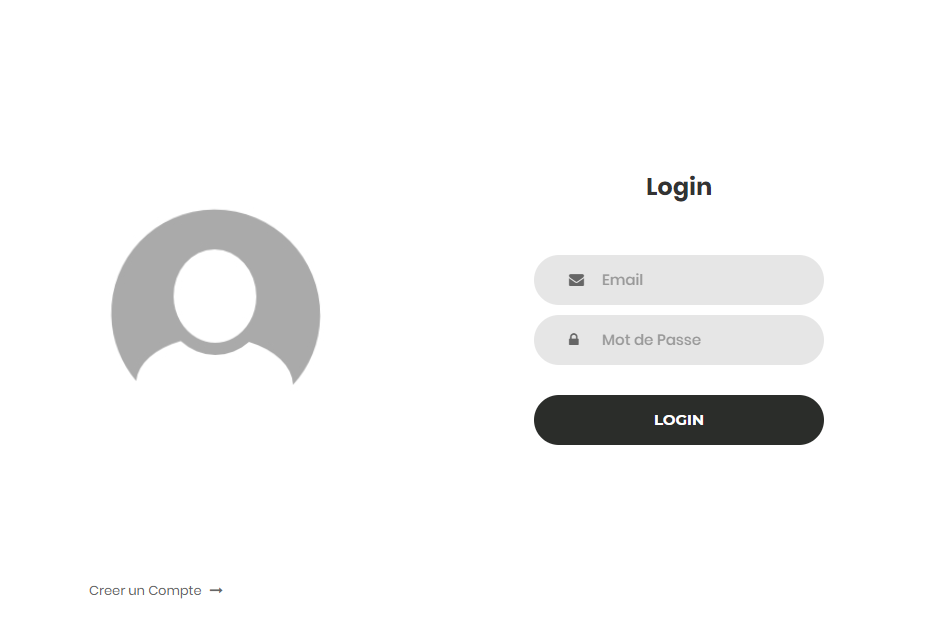 Login
Email
Mot de Passe
LOGIN
Creer un Compte